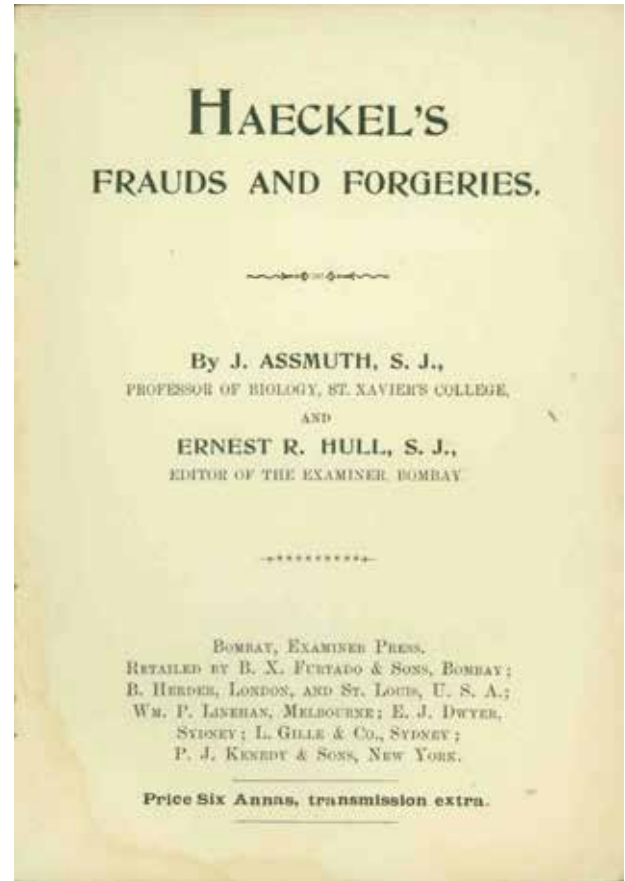 HAECKEL'S
FRAUDS AND FORGERIES.
By J. ASSMUTH, S. J.,
PROFESSOR OF BIOLOGY, ST. XAVIER'S COLLEGE,
AND
ERNEST R. HULL, S. J.,
EDITOR OF THE EXAMINER, BOMBAY
BOMBAY, EXAMINER PRESS.
RETAILED BY B. X. FURTADO & SONS, BOMBAY;
B. HERDER, LONDON, AND ST. LOUIS, U. S. A.;
WM. P. LINEHAN, MELBOURNE; E. J. DWYER,
SYDNEY; L. GILLE & CO., SYDNEY;
P. J. KENEDY & SONS, NEW YORK.
Price Six Annas, transmission extra.